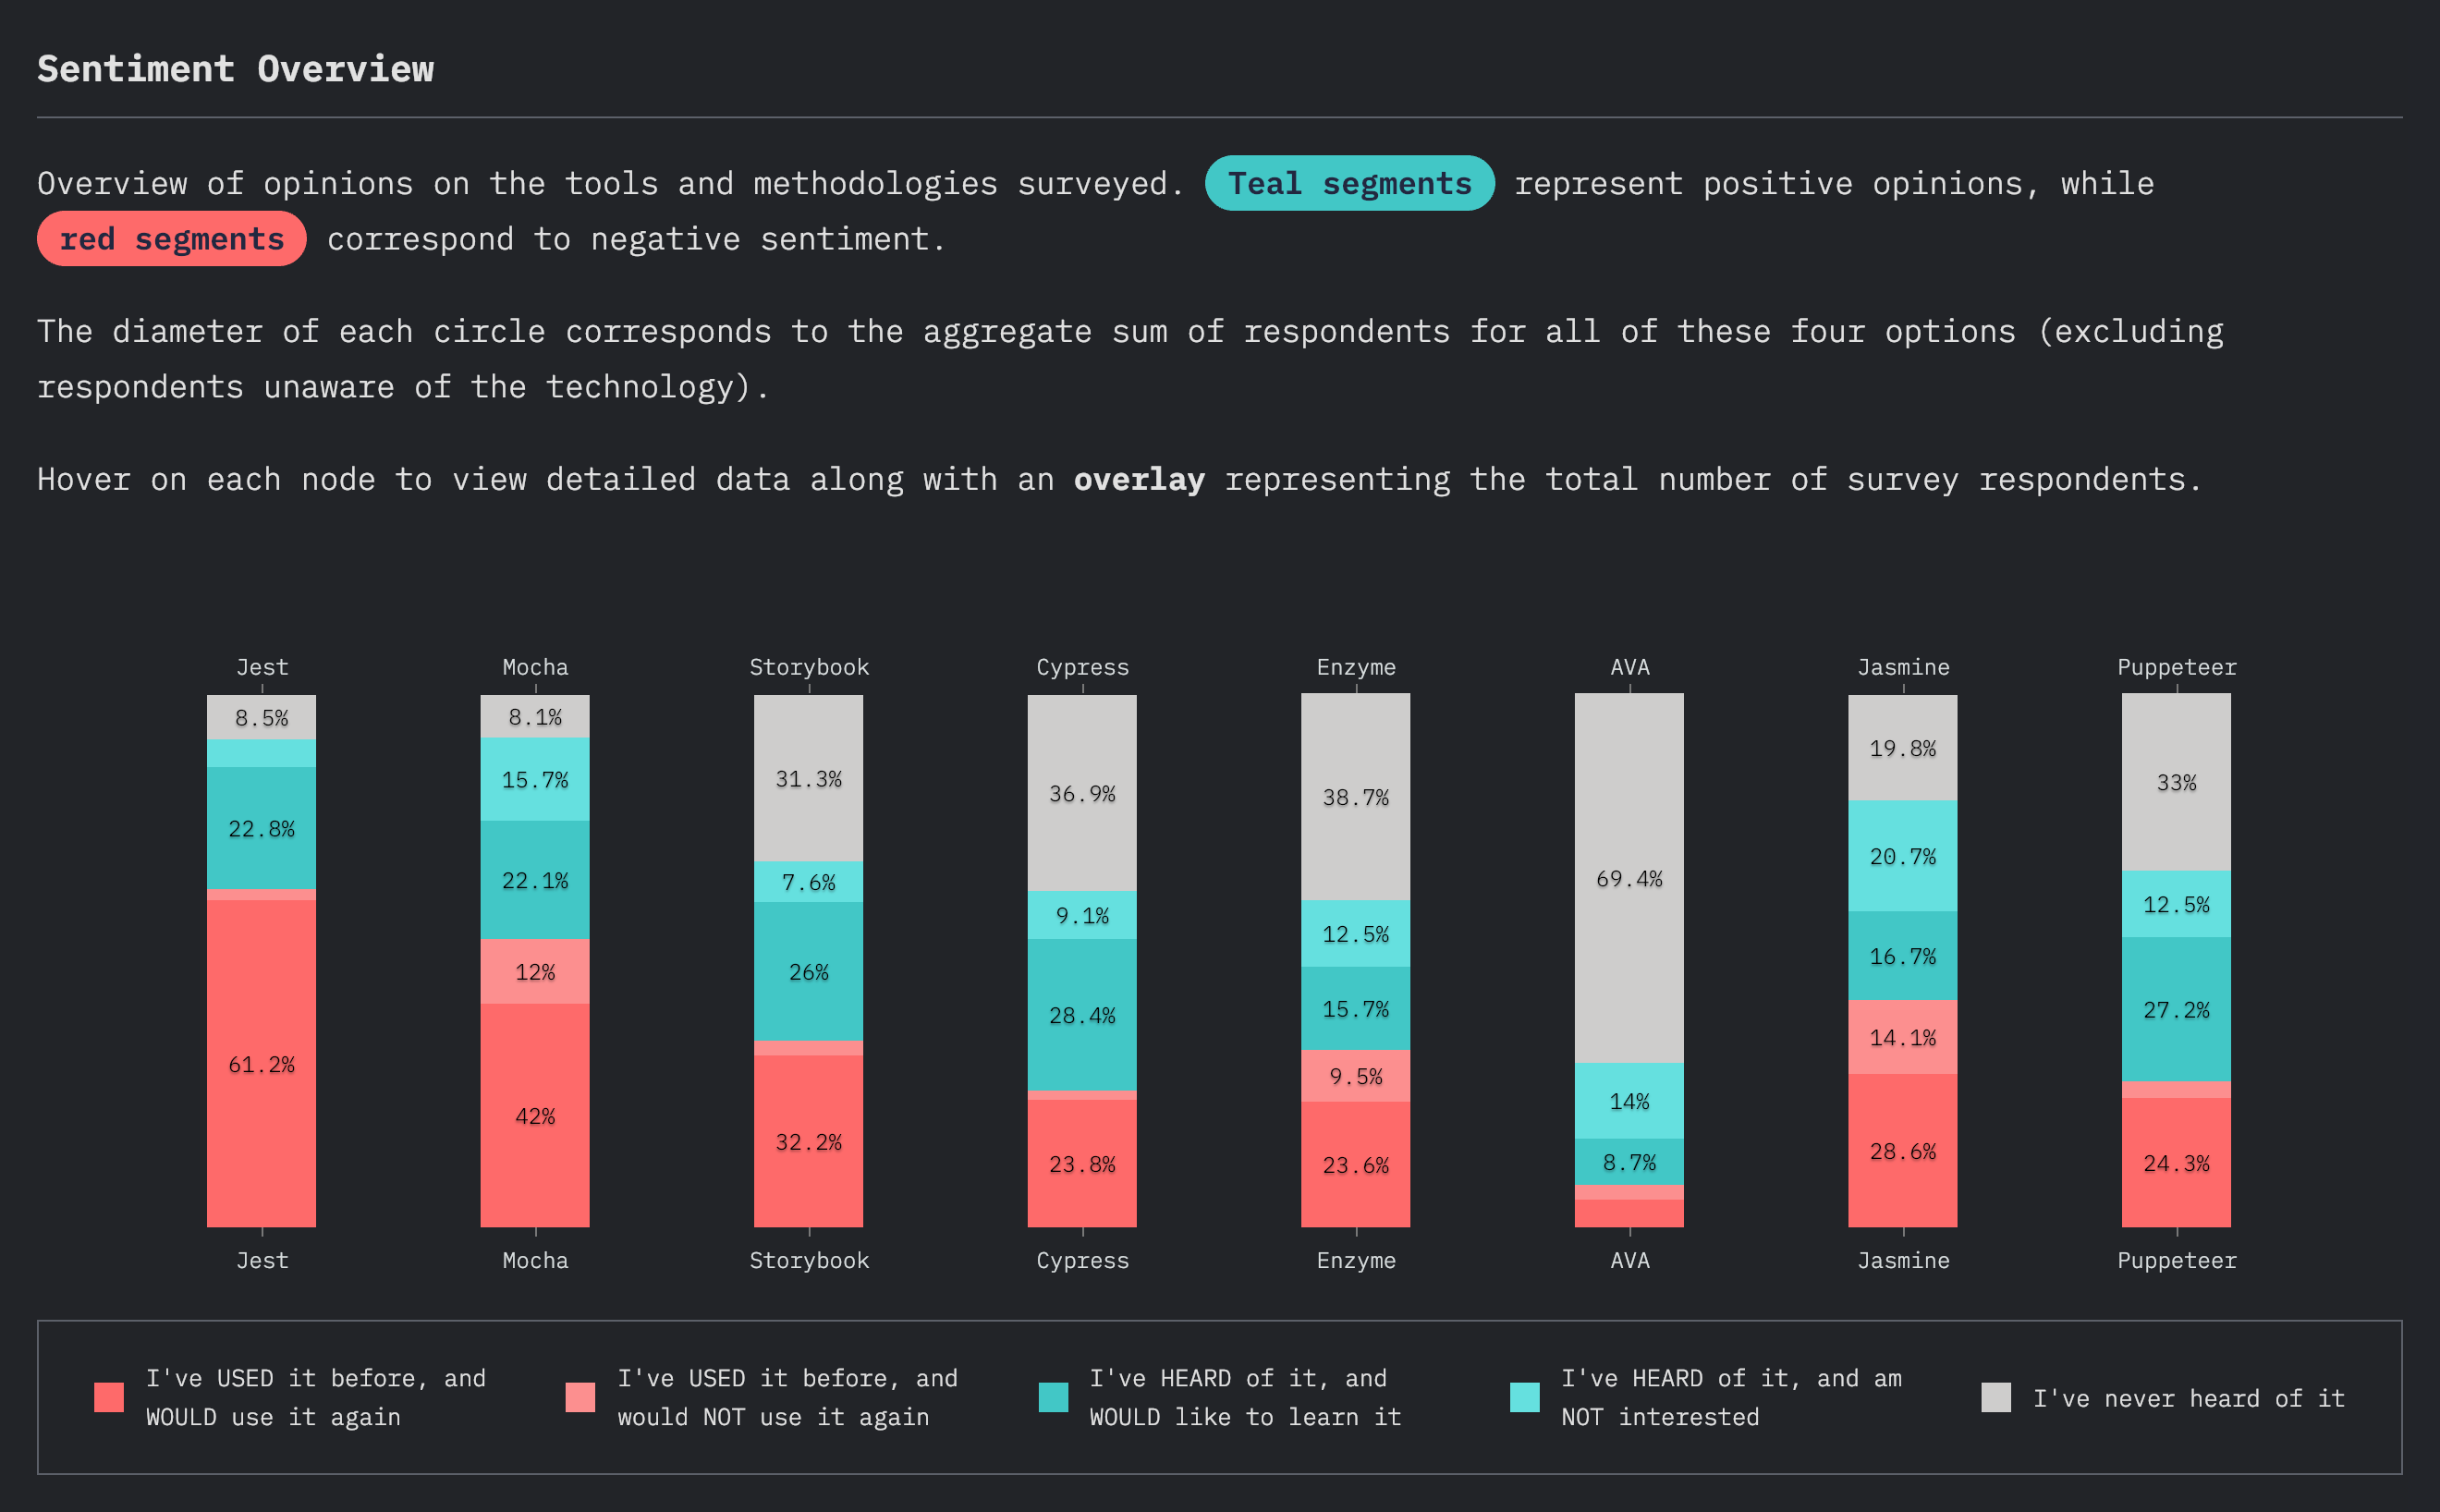 Sentiment Overview
Overview of opinions on the tools and methodologies surveyed. Teal segments represent positive opinions, while
red segments correspond to negative sentiment.
The diameter of each circle corresponds to the aggregate sum of respondents for all of these four options (excluding
respondents unaware of the technology).
Hover on each node to view detailed data along with an overlay representing the total number of survey respondents.
Jest Mocha Storybook Cypress Enzyme AVA Jasmine Puppeteer
8.5%
22.8%
61.2%
8.1%
15.7%
22.1%
12%
42%
31.3%
7.6%
26%
32.2%
36.9%
9.1%
28.4%
23.8%
38.7%
12.5%
15.7%
9.5%
23.6%
69.4%
14%
8.7%
19.8%
20.7%
16.7%
14.1%
28.6%
33%
12.5%
27.2%
24.3%
Jest Mocha Storybook Cypress Enzyme AVA Jasmine Puppeteer
I've USED it before, and
WOULD use it again
I've USED it before, and
would NOT use it again
I've HEARD of it, and
WOULD like to learn it
I've HEARD of it, and am
NOT interested
I've never heard of it